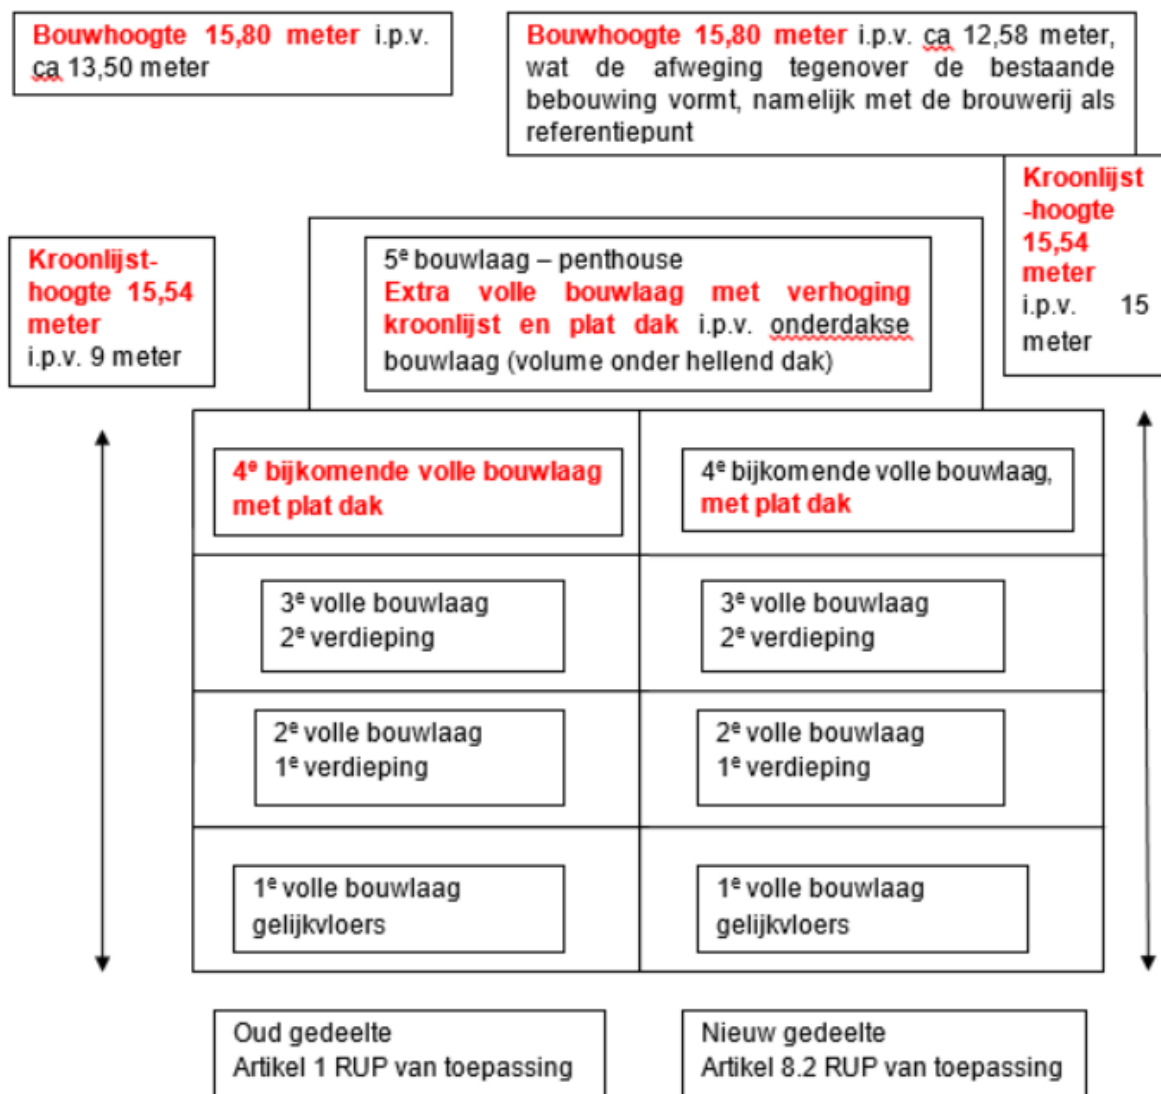 Bouwhoogte 15,80 meter i.p.v.
ca 13,50 meter
Bouwhoogte 15,80 meter i.p.v. ca 12,58 meter,
wat de afweging tegenover de bestaande
bebouwing vormt, namelijk met de brouwerij als
referentiepunt
Kroonlijst
-hoogte
15,54
meter
i.p.v. 15
meter
Kroonlijst-
hoogte 15,54
meter
i.p.v. 9 meter
5ᵉ bouwlaag – penthouse
Extra volle bouwlaag met verhoging
kroonlijst en plat dak i.p.v. onderdakse
bouwlaag (volume onder hellend dak)
4ᵉ bijkomende volle bouwlaag
met plat dak
4ᵉ bijkomende volle bouwlaag,
met plat dak
3ᵉ volle bouwlaag
2ᵉ verdieping
3ᵉ volle bouwlaag
2ᵉ verdieping
2ᵉ volle bouwlaag
1ᵉ verdieping
2ᵉ volle bouwlaag
1ᵉ verdieping
1ᵉ volle bouwlaag
gelijkvloers
1ᵉ volle bouwlaag
gelijkvloers
Oud gedeelte
Artikel 1 RUP van toepassing
Nieuw gedeelte
Artikel 8.2 RUP van toepassing